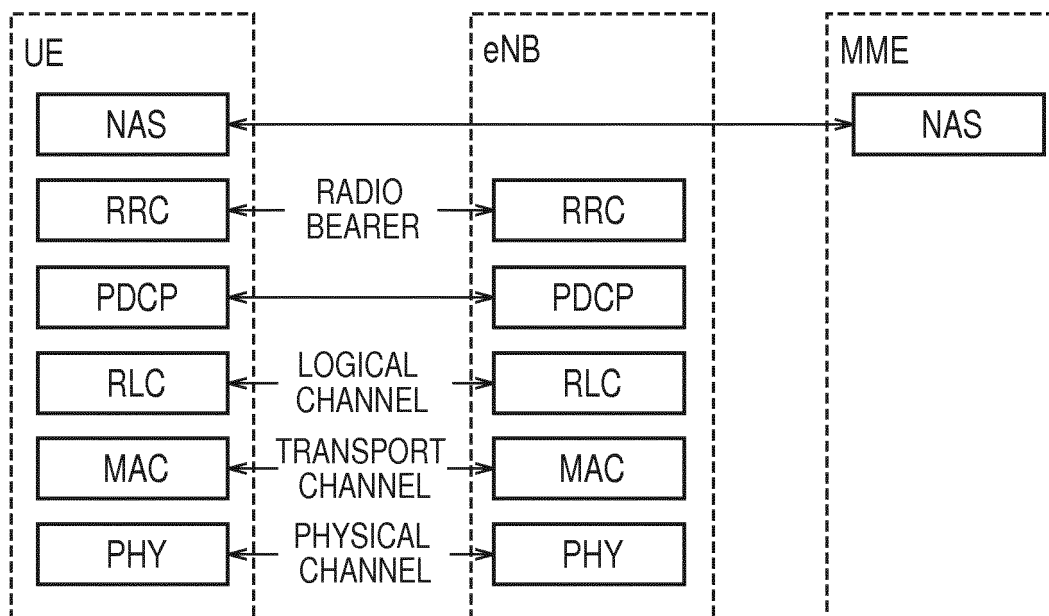 UE
eNB
MME
NAS
NAS
RRC
RADIO
BEARER
RRC
PDCP
PDCP
RLC
LOGICAL
CHANNEL
RLC
MAC
TRANSPORT
CHANNEL
MAC
PHY
PHYSICAL
CHANNEL
PHY